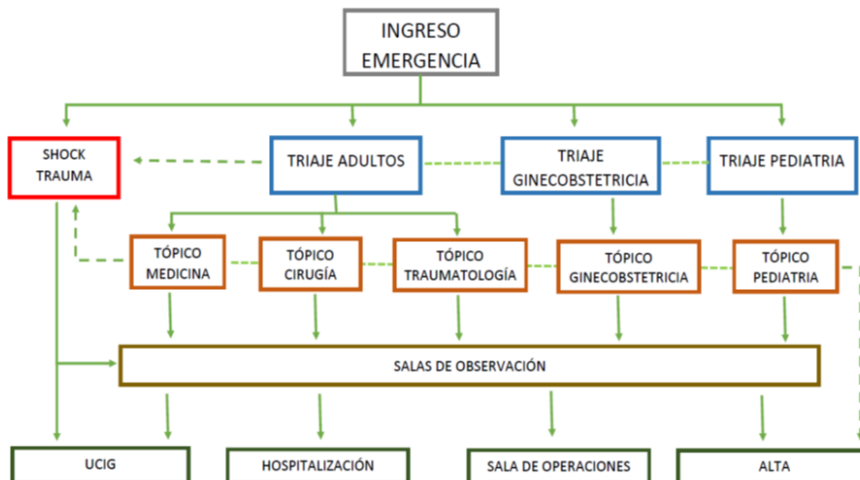 INGRESO
EMERGENCIA
SHOCK
TRAUMA
TRIAJE ADULTOS
TRIAJE
GINECOBSTETRICIA
TRIAJE PEDIATRIA
TÓPICO
MEDICINA
TÓPICO
CIRUGÍA
TÓPICO
TRAUMATOLOGÍA
TÓPICO
GINECOBSTETRICIA
TÓPICO
PEDIATRIA
SALAS DE OBSERVACIÓN
UCIG
HOSPITALIZACIÓN
SALA DE OPERACIONES
ALTA